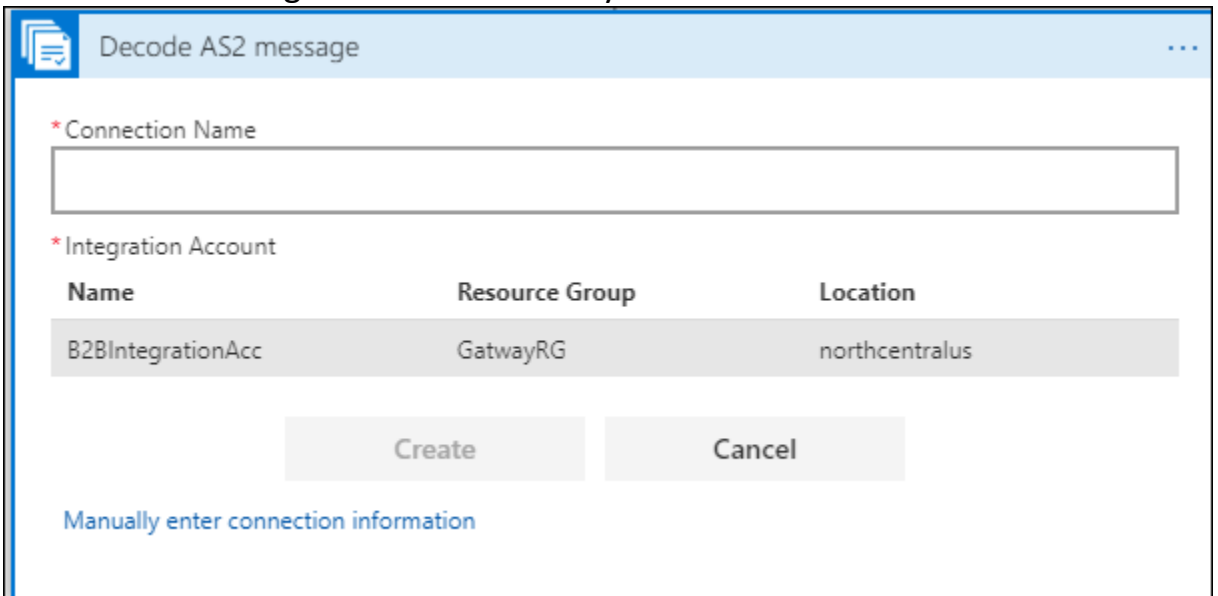 Decode AS2 message
...
*Connection Name
*Integration Account
Name Resource Group Location
B2BIntegrationAcc GatwayRG northcentralus
Create Cancel
Manually enter connection information